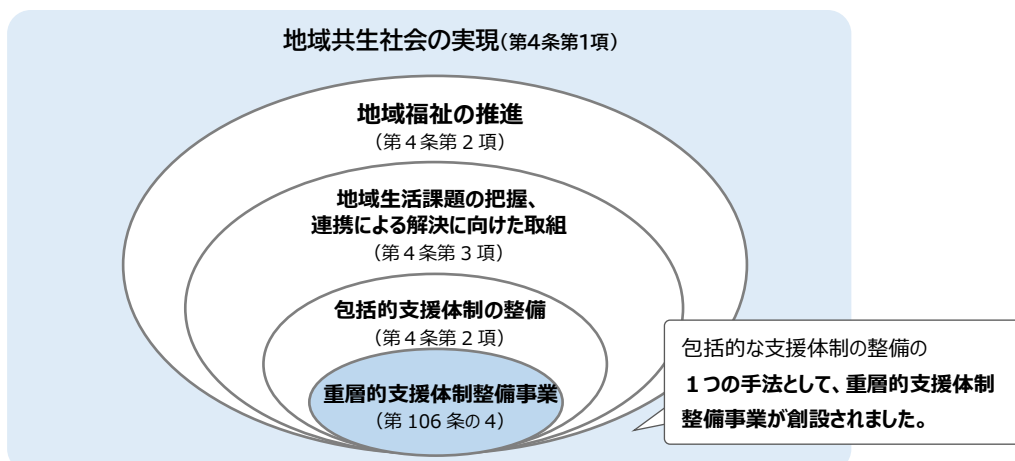 地域共生社会の実現(第4条第1項)
地域福祉の推進
(第4条第2項)
地域生活課題の把握、
連携による解決に向けた取組
(第4条第3項)
包括的支援体制の整備
(第4条第2項)
重層的支援体制整備事業
(第 106 条の4)
包括的な支援体制の整備の
1つの手法として、重層的支援体制
整備事業が創設されました。